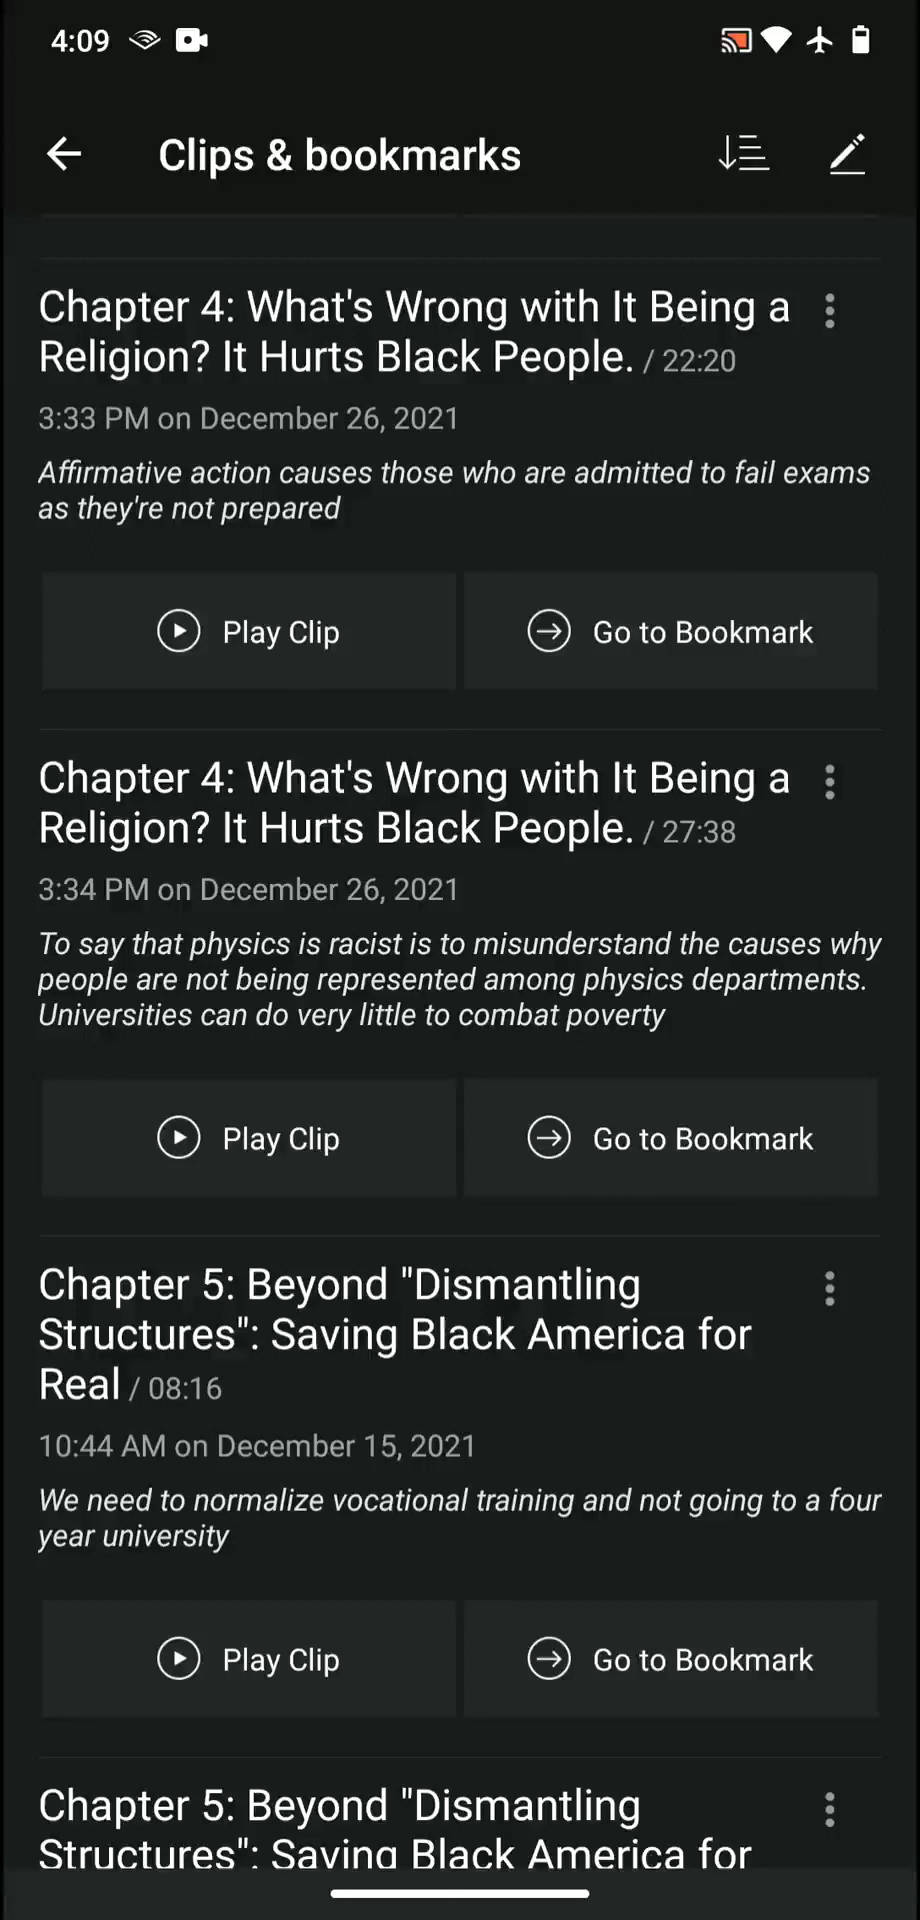 4:09
Clips & bookmarks
Chapter 4: What's Wrong with It Being a
Religion? It Hurts Black People. / 22:20
3:33 PM on December 26, 2021
Affirmative action causes those who are admitted to fail exams
as they're not prepared
Play Clip
Go to Bookmark
Chapter 4: What's Wrong with It Being a
Religion? It Hurts Black People. / 27:38
3:34 PM on December 26, 2021
To say that physics is racist is to misunderstand the causes why
people are not being represented among physics departments.
Universities can do very little to combat poverty
Play Clip
Go to Bookmark
Chapter 5: Beyond "Dismantling
Structures": Saving Black America for
Real / 08:16
10:44 AM on December 15, 2021
We need to normalize vocational training and not going to a four
year university
Play Clip
Go to Bookmark
Chapter 5: Beyond "Dismantling
Structures": Saving Black America for